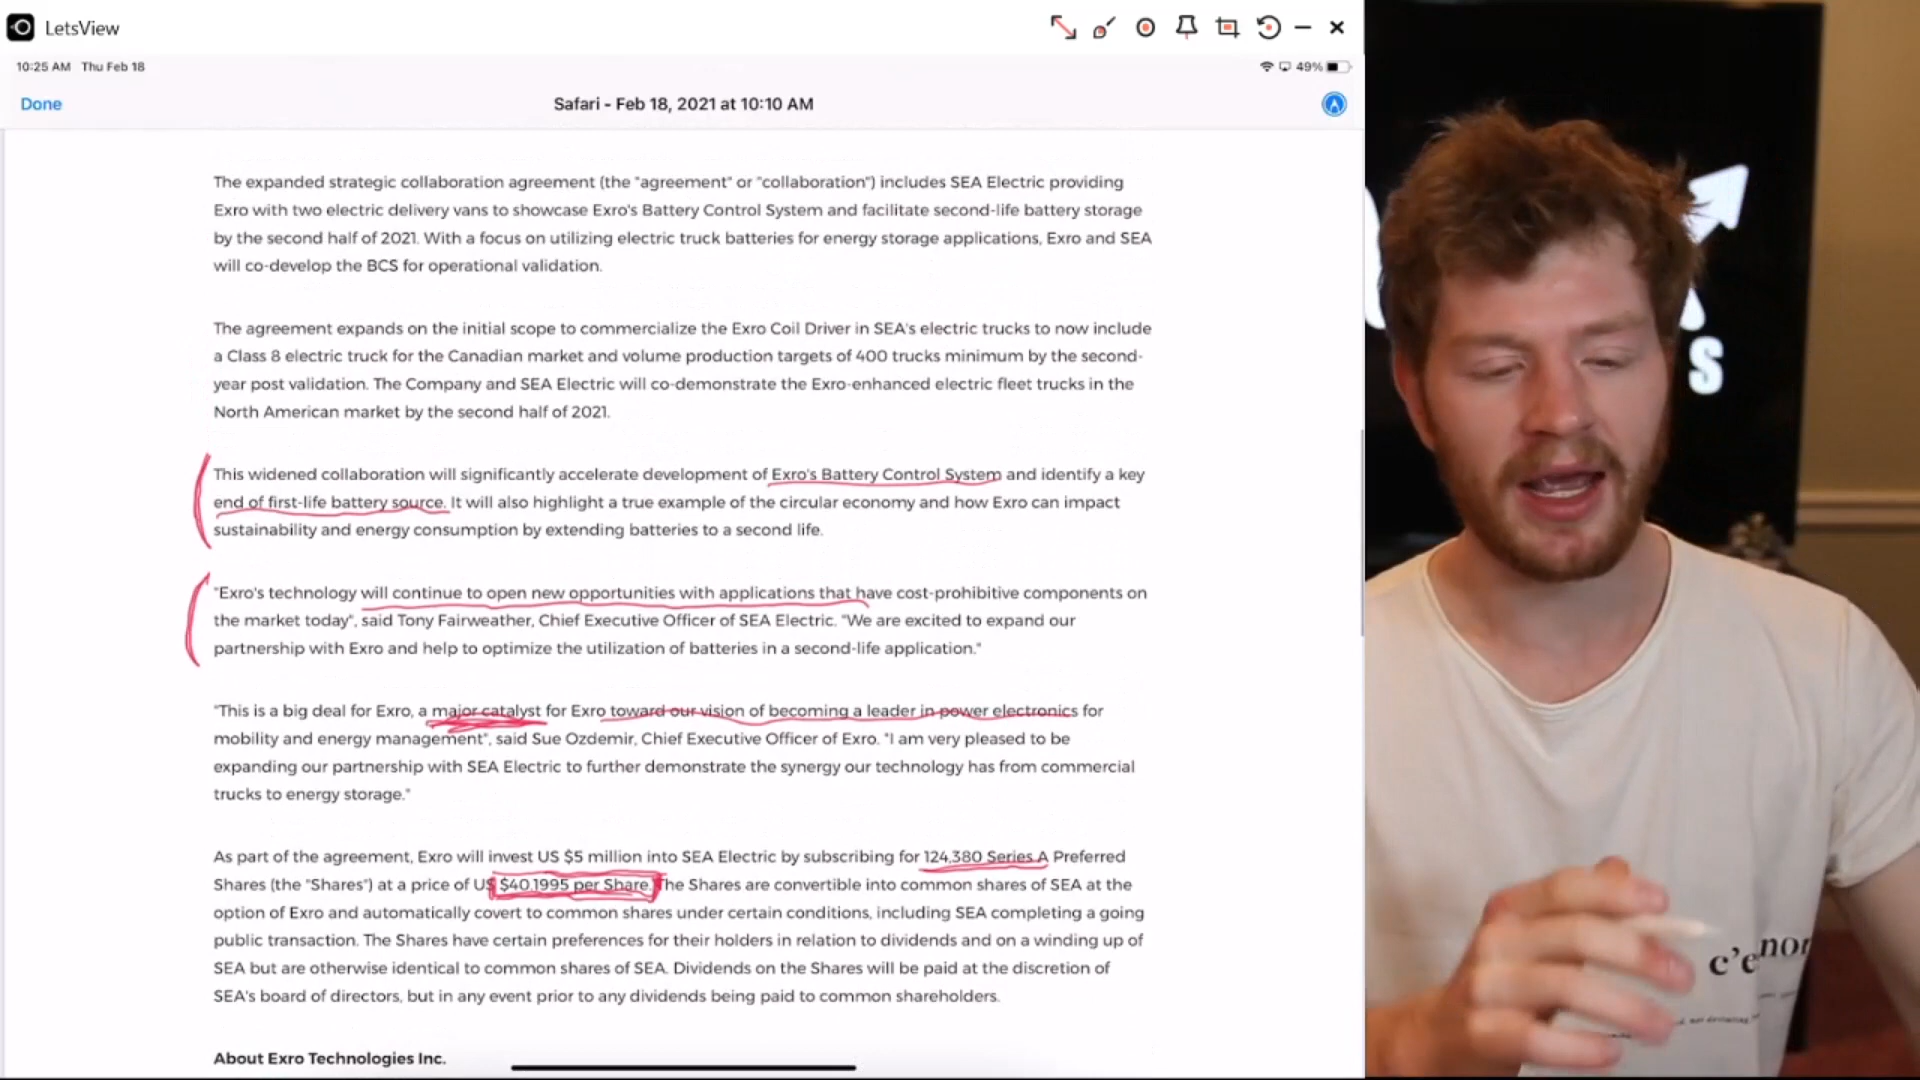 LetsView
10:25 AM Thu Feb 18
49%
Done
Safari - Feb 18, 2021 at 10:10 AM
The expanded strategic collaboration agreement (the "agreement" or "collaboration") includes SEA Electric providing
Exro with two electric delivery vans to showcase Exro's Battery Control System and facilitate second-life battery storage
by the second half of 2021. With a focus on utilizing electric truck batteries for energy storage applications, Exro and SEA
will co-develop the BCS for operational validation.
The agreement expands on the initial scope to commercialize the Exro Coil Driver in SEA's electric trucks to now include
a Class 8 electric truck for the Canadian market and volume production targets of 400 trucks minimum by the second-
year post validation. The Company and SEA Electric will co-demonstrate the Exro-enhanced electric fleet trucks in the
North American market by the second half of 2021.
This widened collaboration will significantly accelerate development of Exro's Battery Control System and identify a key
end of first-life battery source. It will also highlight a true example of the circular economy and how Exro can impact
sustainability and energy consumption by extending batteries to a second life.
"Exro's technology will continue to open new opportunities with applications that have cost-prohibitive components on
the market today", said Tony Fairweather, Chief Executive Officer of SEA Electric. "We are excited to expand our
partnership with Exro and help to optimize the utilization of batteries in a second-life application."
"This is a big deal for Exro, a major catalyst for Exro toward our vision of becoming a leader in power electronics for
mobility and energy management", said Sue Ozdemir, Chief Executive Officer of Exro. "I am very pleased to be
expanding our partnership with SEA Electric to further demonstrate the synergy our technology has from commercial
trucks to energy storage."
As part of the agreement, Exro will invest US $5 million into SEA Electric by subscribing for 124,380 Series A Preferred
Shares (the "Shares") at a price of US $40.1995 per Share. The Shares are convertible into common shares of SEA at the
option of Exro and automatically covert to common shares under certain conditions, including SEA completing a going
public transaction. The Shares have certain preferences for their holders in relation to dividends and on a winding up of
SEA but are otherwise identical to common shares of SEA. Dividends on the Shares will be paid at the discretion of
SEA's board of directors, but in any event prior to any dividends being paid to common shareholders.
About Exro Technologies Inc.
S
c'e nor